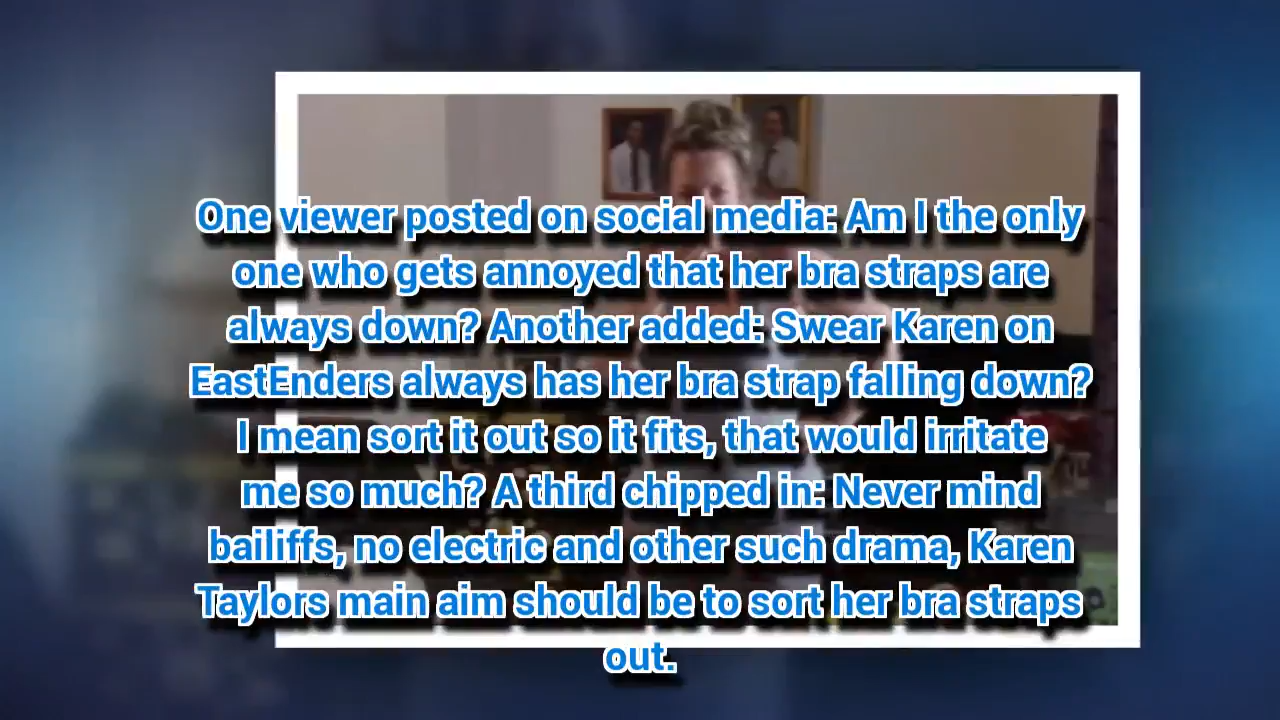 One viewer posted on social media: Am I the only
one who gets annoyed that her bra straps are
always down? Another added: Swear Karen on
EastEnders always has her bra strap falling down?
I mean sort it out so it fits, that would irritate
me so much? A third chipped in: Never mind
bailiffs, no electric and other such drama, Karen
Taylors main aim should be to sort her bra straps
out.